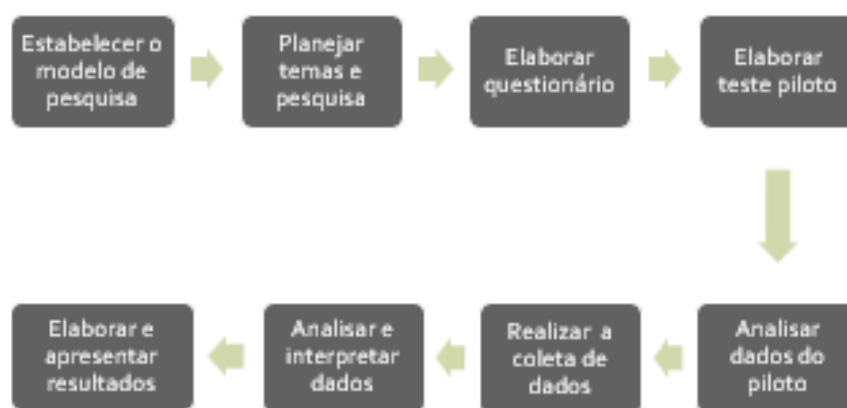 Estabelecer o
modelo de
pesquisa
Planejar
temas e
pesquisa
Elaborar
questionário
Elaborar
teste piloto
Analisar
dados do
piloto
Realizar a
coleta de
dados
Analisar e
interpretar
dados
Elaborar e
apresentar
resultados